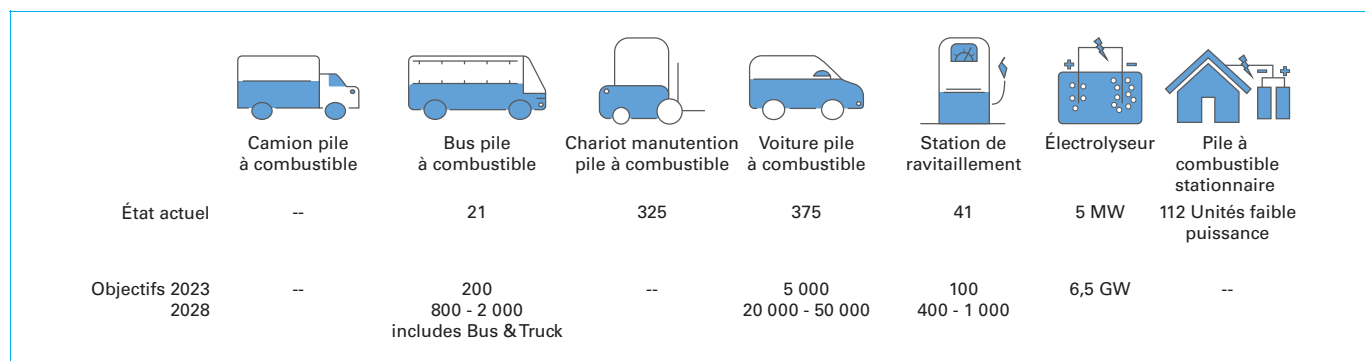 Camion pile
à combustible
Bus pile
à combustible
Chariot manutention
pile à combustible
Voiture pile
à combustible
Station de
ravitaillement
Électrolyseur
Pile à
combustible
stationnaire
État actuel
--
21
325
375
41
5 MW
112 Unités faible
puissance
Objectifs 2023
2028
--
200
800 - 2 000
includes Bus & Truck
--
5 000
20 000 - 50 000
100
400 - 1 000
6,5 GW
--